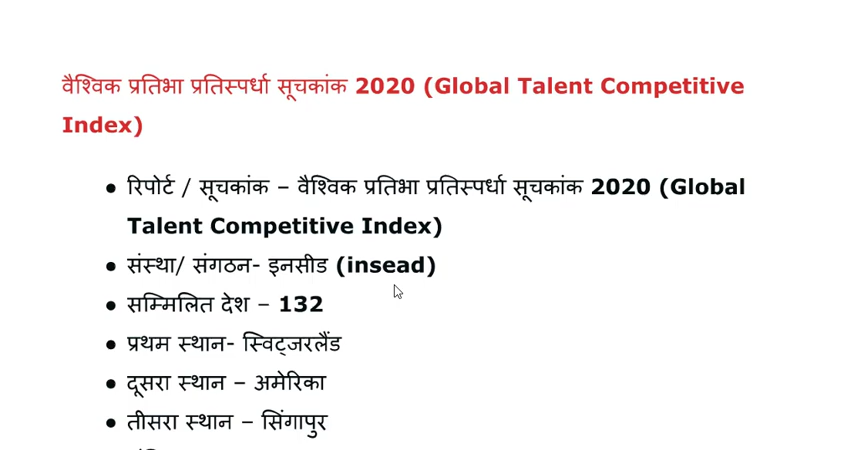 वैश्विक प्रतिभा प्रतिस्पर्धा सूचकांक 2020 (Global Talent Competitive
Index)
● रिपोर्ट / सूचकांक – वैश्विक प्रतिभा प्रतिस्पर्धा सूचकांक 2020 (Global
Talent Competitive Index)
● संस्था/ संगठन- इनसीड (insead)
● सम्मिलित देश – 132
● प्रथम स्थान- स्विट्जरलैंड
● दूसरा स्थान – अमेरिका
● तीसरा स्थान – सिंगापुर